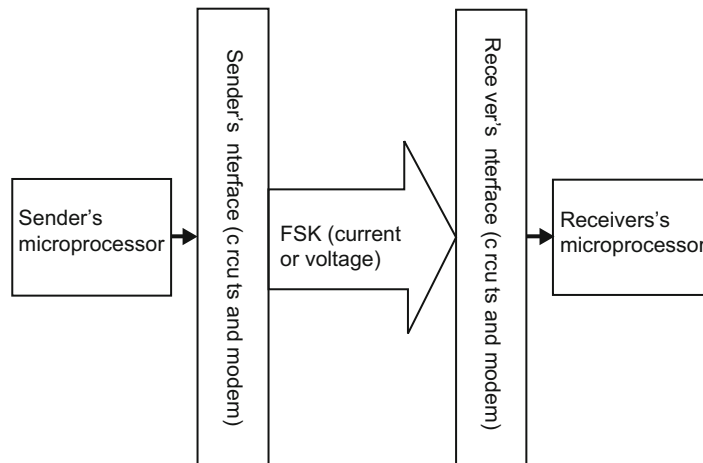 Sender's
microprocessor
Sender's nterface (c rcu ts and modem)
FSK (current
or voltage)
Rece ver's nterface (c rcu ts and modem)
Receivers's
microprocessor